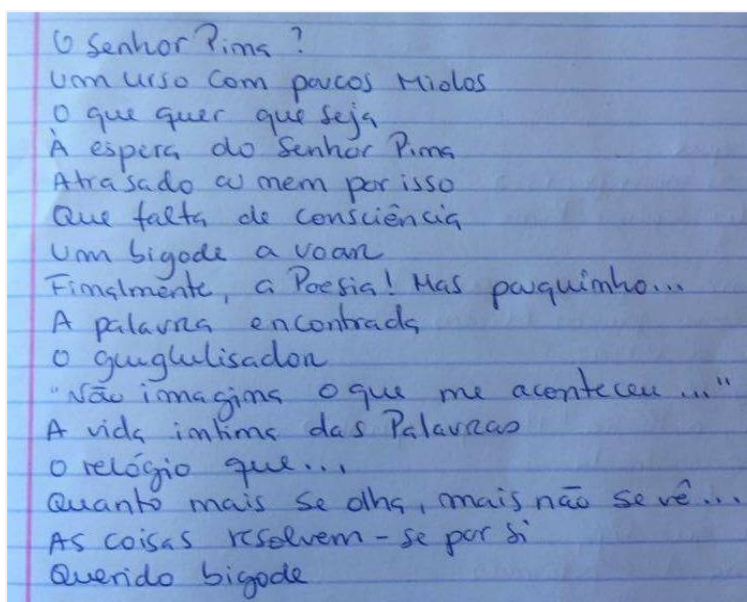 O Senhor Pima ?
Um urso com poucos Miolos
O que quer que seja
À espera do Senhor Pima
Atrasado ou nem por isso
Que falta de consciência
Um bigode a voar
Finalmente, a Poesia! Mas pouquinho...
A palavra encontrada
O guuglulisador
"Não imagina o que me aconteceu ..."
A vida íntima das Palavras
O relógio que...
Quanto mais se olha, mais não se vê...
As coisas resolvem-se por si
Querido bigode